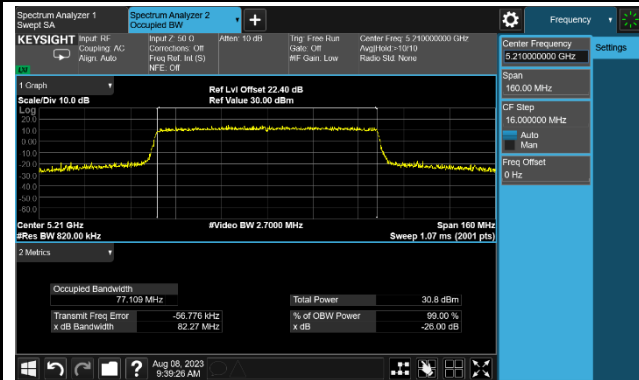 Spectrum Analyzer 1
Swept SA
Spectrum Analyzer 2
Occupied BW
+
Frequency
KEYSIGHT
Input: RF
Coupling: AC
Align: Auto
Input Z: 50 Ω
Corrections: Off
Freq Ref: Int (S)
NFE: Off
Atten: 10 dB
Trig: Free Run
Gate: Off
#IF Gain: Low
Center Freq: 5.210000000 GHz
Avg|Hold:>10/10
Radio Std: None
Center Frequency
5.210000000 GHz
Settings
Span
160.00 MHz
CF Step
16.000000 MHz
Auto
Man
Freq Offset
0 Hz
1 Graph
Scale/Div 10.0 dB
Ref Lvl Offset 22.40 dB
Ref Value 30.00 dBm
Log
20.0
10.0
0.00
-10.0
-20.0
-30.0
-40.0
-50.0
-60.0
Center 5.21 GHz
#Res BW 820.00 kHz
#Video BW 2.7000 MHz
Span 160 MHz
Sweep 1.07 ms (2001 pts)
2 Metrics
Occupied Bandwidth
77.109 MHz
Total Power 30.8 dBm
Transmit Freq Error -56.776 kHz
% of OBW Power 99.00 %
x dB Bandwidth 82.27 MHz
x dB -26.00 dB
?
Aug 08, 2023
9:39:26 AM